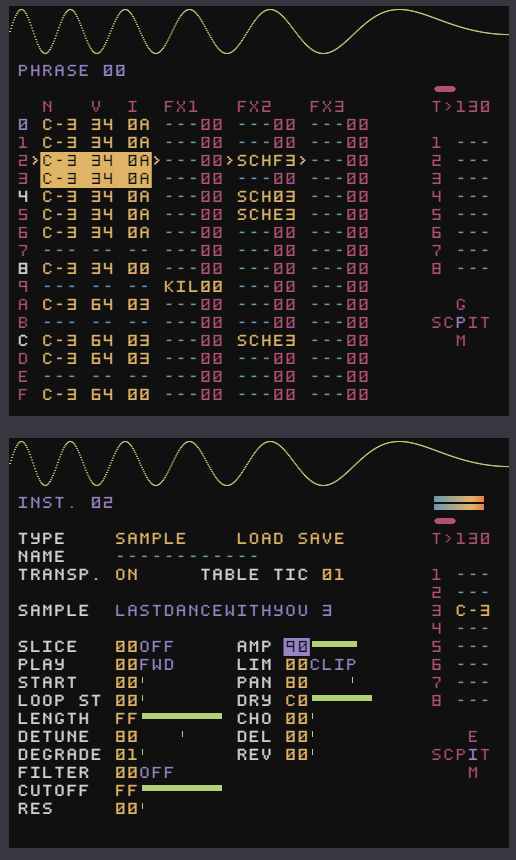 PHRASE 00
N V I FX1 FX2 FX3 T>130
0 C-3 34 0A ---00 ---00 ---00
1 C-3 34 0A ---00 ---00 ---00 1 ---
2>C-3 34 0A> ---00>SCHF3>---00 2 ---
3 C-3 34 0A ---00 ---00 ---00 3 ---
4 C-3 34 0A ---00 SCH03 ---00 4 ---
5 C-3 34 0A ---00 SCHE3 ---00 5 ---
6 C-3 34 0A ---00 ---00 ---00 6 ---
7 --- -- -- ---00 ---00 ---00 7 ---
8 C-3 34 00 ---00 ---00 ---00 8 ---
9 --- -- -- KIL00 ---00 ---00
A C-3 64 03 ---00 ---00 ---00 G
B --- -- -- ---00 ---00 ---00 SCPIT
C C-3 64 03 ---00 SCHE3 ---00 M
D C-3 64 03 ---00 ---00 ---00
E --- -- -- ---00 ---00 ---00
F C-3 64 00 ---00 ---00 ---00
INST. 02
TYPE SAMPLE LOAD SAVE T>130
NAME ------------
TRANSP. ON TABLE TIC 01 1 ---
2 ---
SAMPLE LASTDANCEWITHYOU 3 3 C-3
4 ---
SLICE 00OFF AMP 90 5 ---
PLAY 00FWD LIM 00CLIP 6 ---
START 00 PAN 80 7 ---
LOOP ST 00 DRY C0 8 ---
LENGTH FF CHO 00
DETUNE 80 DEL 00 E
DEGRADE 01 REV 00 SCPIT
FILTER 00OFF M
CUTOFF FF
RES 00